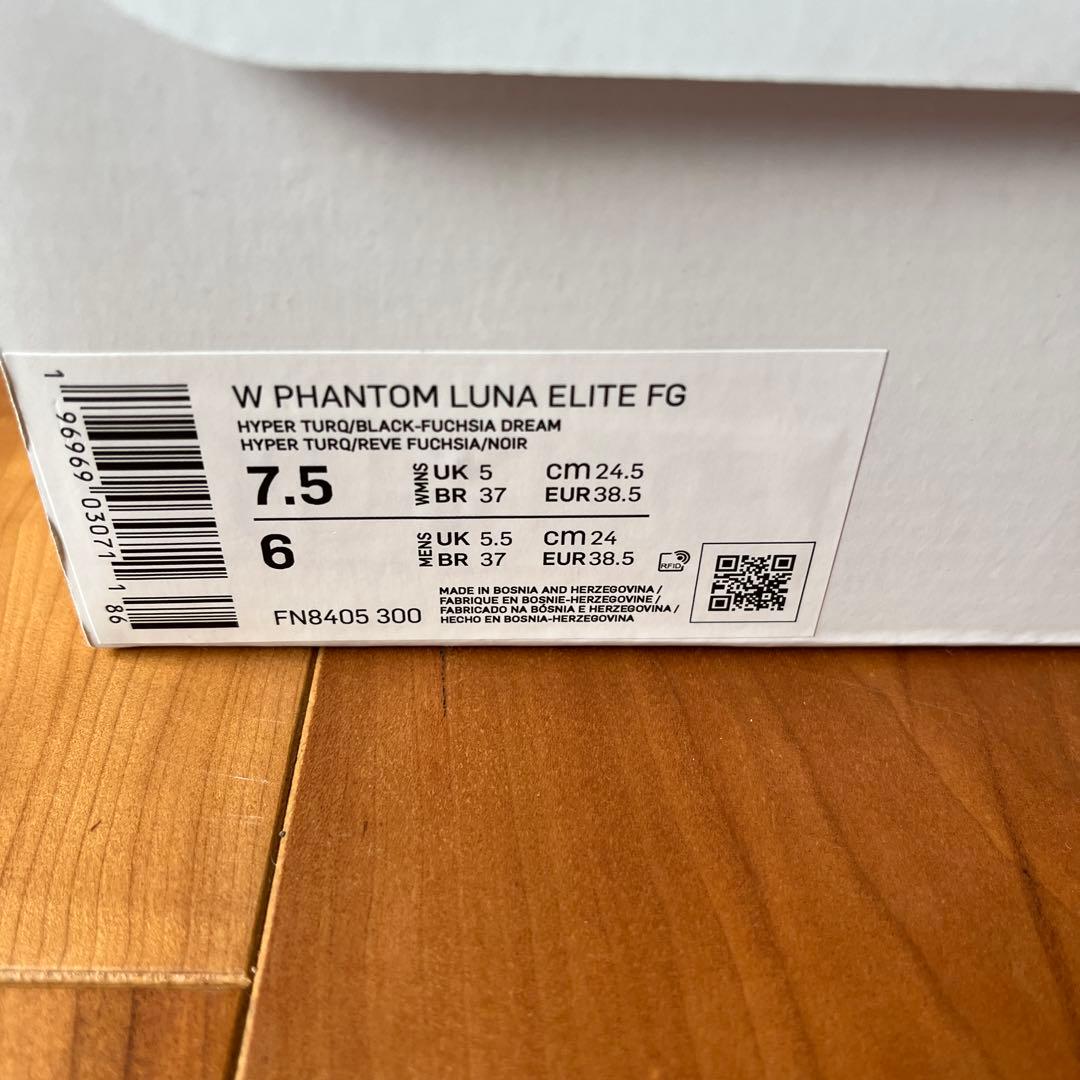 W PHANTOM LUNA ELITE FG
HYPER TURQ/BLACK-FUCHSIA DREAM
HYPER TURQ/REVE FUCHSIA/NOIR
7.5 WMNS UK 5 cm 24.5
BR 37 EUR 38.5
6 MENS UK 5.5 cm 24
BR 37 EUR 38.5
RFID
FN8405 300
MADE IN BOSNIA AND HERZEGOVINA /
FABRIQUE EN BOSNIE-HERZEGOVINE /
FABRICADO NA BÓSNIA E HERZEGOVINA /
HECHO EN BOSNIA-HERZEGOVINA
1 96969 03071 186